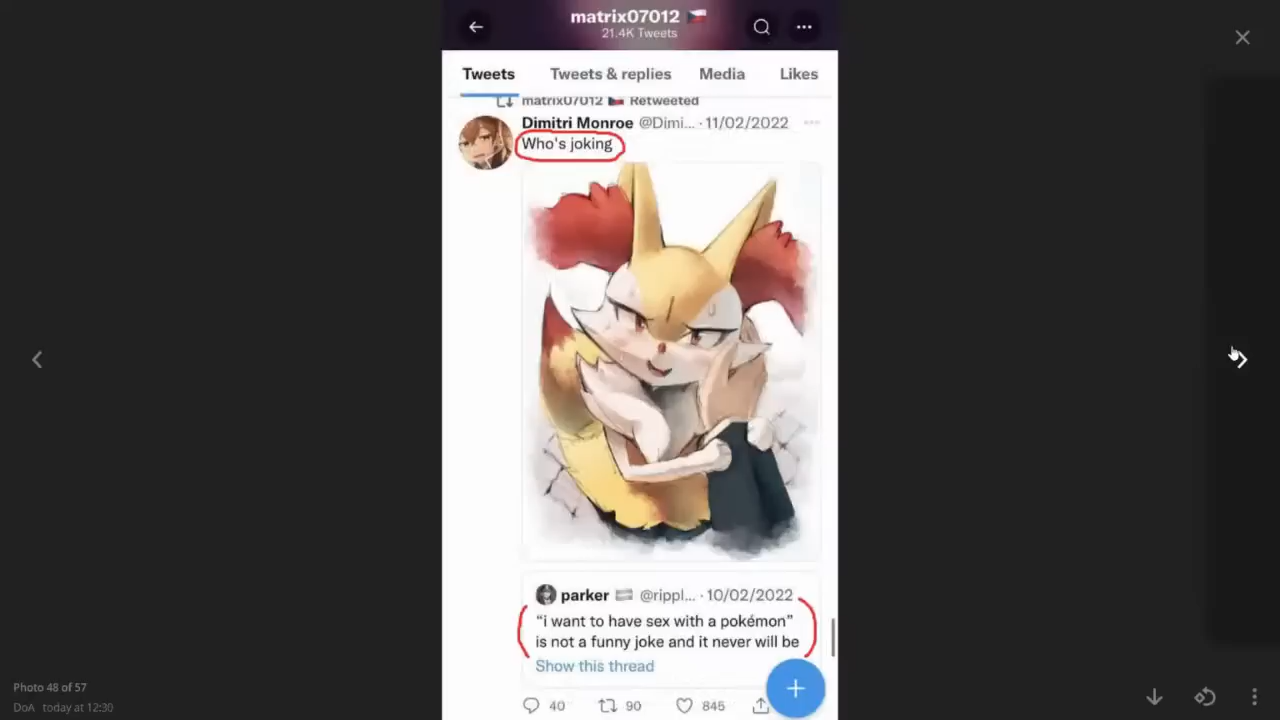 matrix07012 🇨🇿
21.4K Tweets
Tweets
Tweets & replies
Media
Likes
matrix07012 🇨🇿 Retweeted
Dimitri Monroe @Dimi... · 11/02/2022
Who's joking
parker @rippl... · 10/02/2022
“i want to have sex with a pokémon”
is not a funny joke and it never will be
Show this thread
40
90
845
Photo 48 of 57
DoA today at 12:30